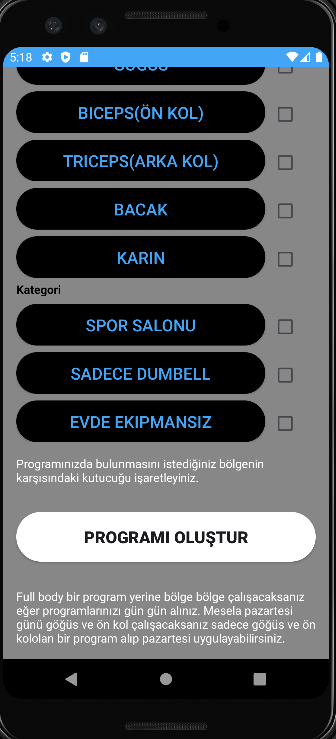 5:18
BICEPS(ÖN KOL)
TRICEPS(ARKA KOL)
BACAK
KARIN
Kategori
SPOR SALONU
SADECE DUMBELL
EVDE EKIPMANSIZ
Programınızda bulunmasını istediğiniz bölgenin
karşısındaki kutucuğu işaretleyiniz.
PROGRAMI OLUŞTUR
Full body bir program yerine bölge bölge çalışacaksanız
eğer programlarınızı gün gün alınız. Mesela pazartesi
günü göğüs ve ön kol çalışacaksanız sadece göğüs ve ön
kololan bir program alıp pazartesi uygulayabilirsiniz.